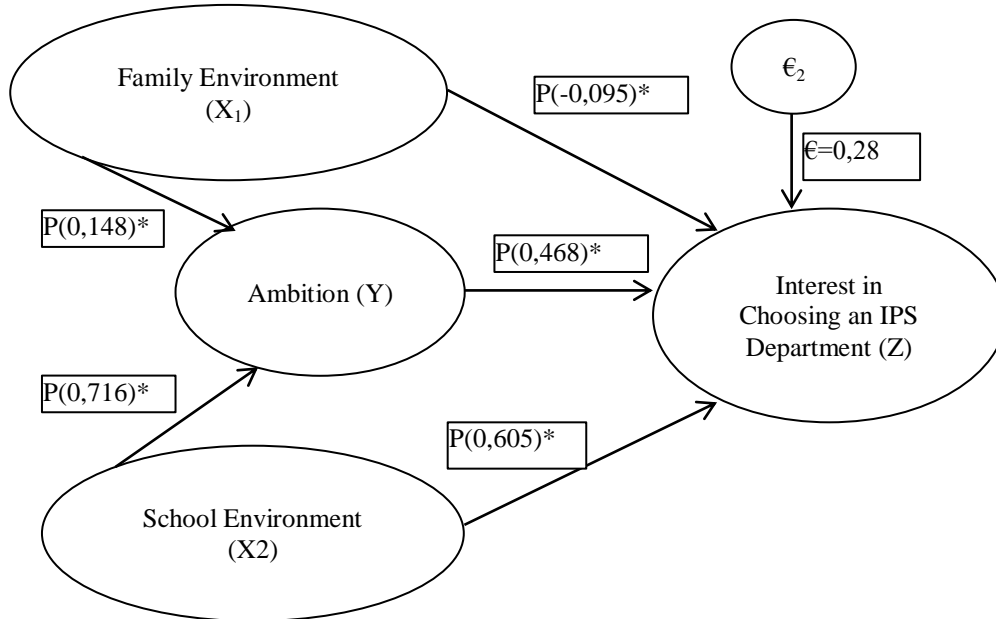 Family Environment
(X₁)
€₂
P(-0,095)*
€=0,28
P(0,148)*
P(0,468)*
Ambition (Y)
Interest in
Choosing an IPS
Department (Z)
P(0,716)*
P(0,605)*
School Environment
(X2)